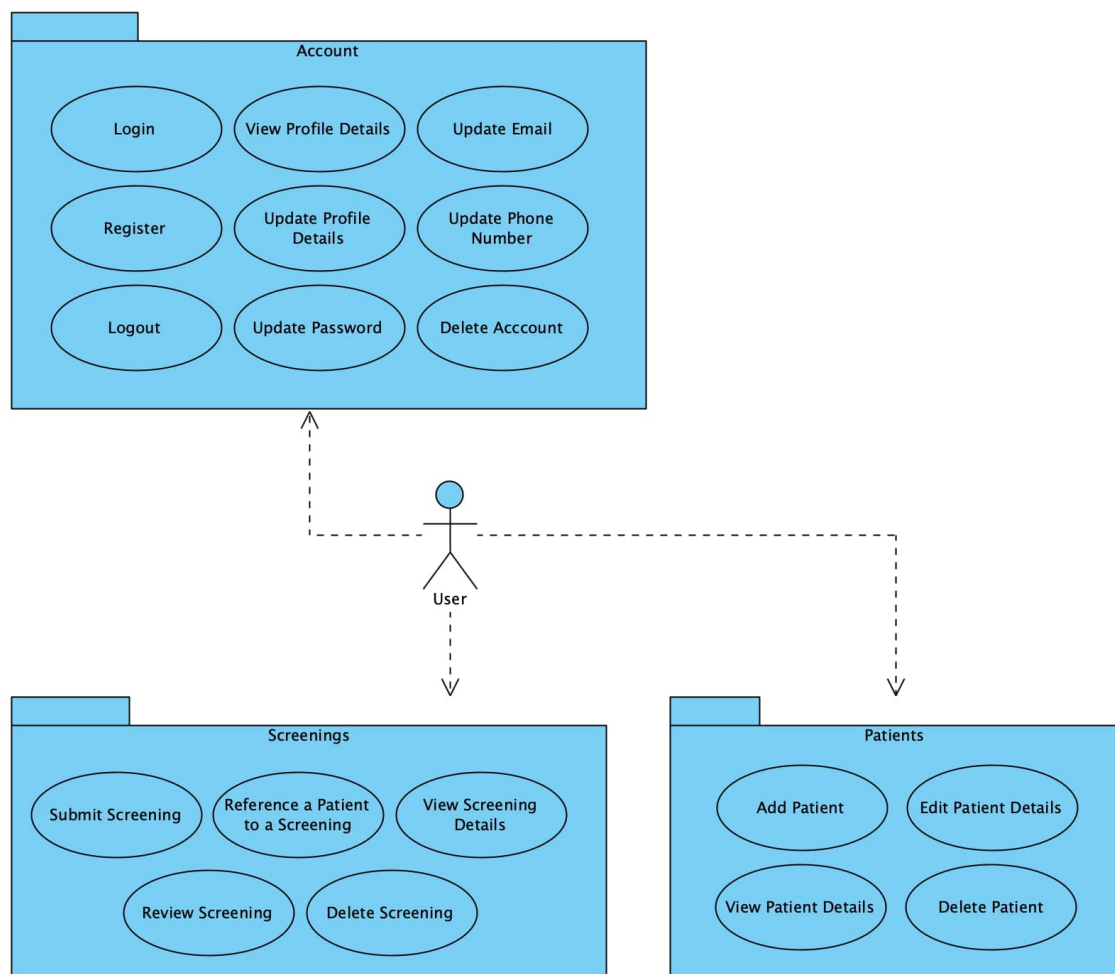 Account
Login
View Profile Details
Update Email
Register
Update Profile
Details
Update Phone
Number
Logout
Update Password
Delete Acccount
User
Screenings
Submit Screening
Reference a Patient
to a Screening
View Screening
Details
Review Screening
Delete Screening
Patients
Add Patient
Edit Patient Details
View Patient Details
Delete Patient